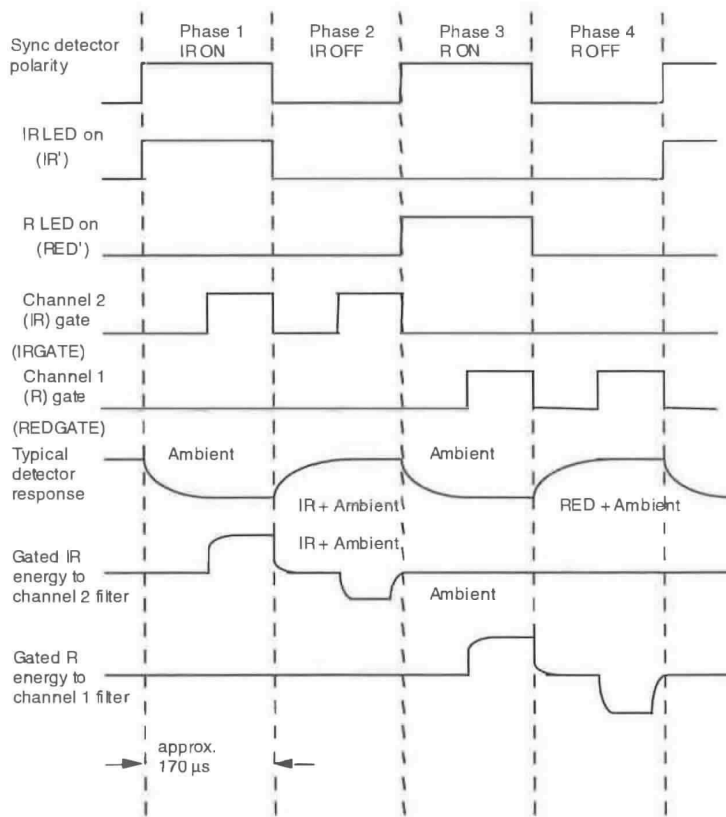 Phase 1
IR ON
Phase 2
IR OFF
Phase 3
R ON
Phase 4
R OFF
Sync detector
polarity
IR LED on
(IR')
R LED on
(RED')
Channel 2
(IR) gate
(IRGATE)
Channel 1
(R) gate
(REDGATE)
Typical
detector
response
Ambient
IR + Ambient
Ambient
RED + Ambient
Gated IR
energy to
channel 2 filter
IR + Ambient
Ambient
Gated R
energy to
channel 1 filter
approx.
170 µs